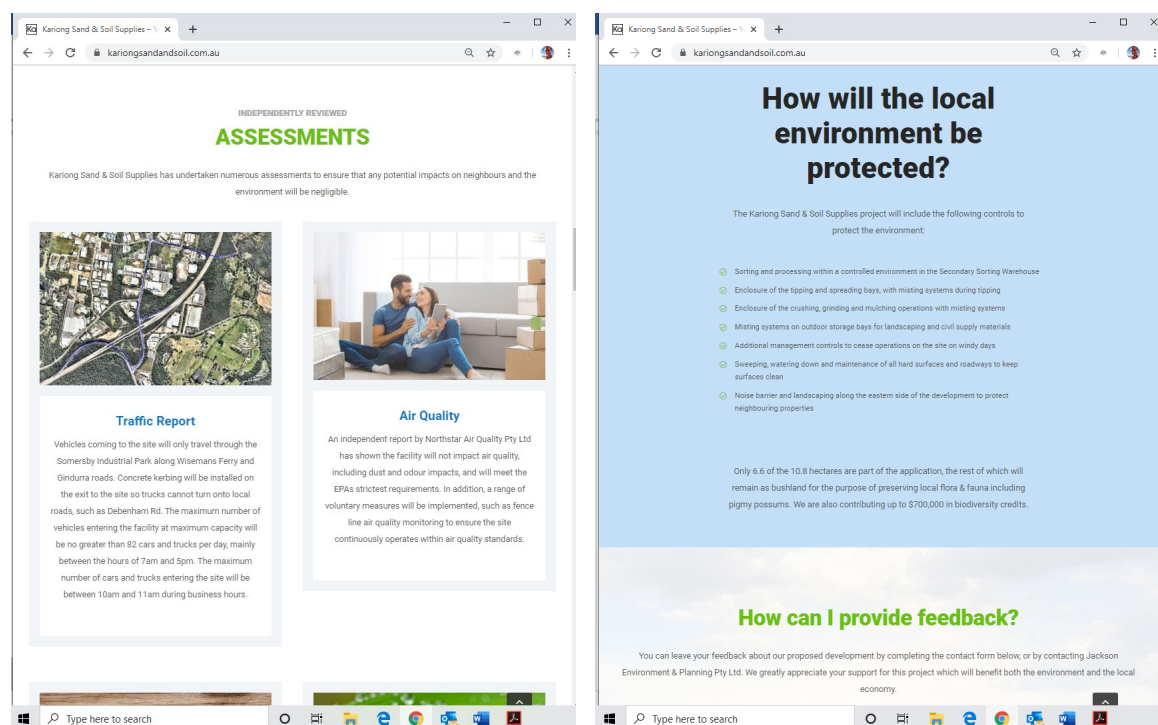 Kariong Sand & Soil Supplies – Y
kariongsandandsoil.com.au
INDEPENDENTLY REVIEWED
ASSESSMENTS
Kariong Sand & Soil Supplies has undertaken numerous assessments to ensure that any potential impacts on neighbours and the
environment will be negligible.
Traffic Report
Vehicles coming to the site will only travel through the
Somersby Industrial Park along Wisemans Ferry and
Gindurra roads. Concrete kerbing will be installed on
the exit to the site so trucks cannot turn onto local
roads, such as Debenham Rd. The maximum number of
vehicles entering the facility at maximum capacity will
be no greater than 82 cars and trucks per day, mainly
between the hours of 7am and 5pm. The maximum
number of cars and trucks entering the site will be
between 10am and 11am during business hours.
Air Quality
An independent report by Northstar Air Quality Pty Ltd
has shown the facility will not impact air quality,
including dust and odour impacts, and will meet the
EPAs strictest requirements. In addition, a range of
voluntary measures will be implemented, such as fence
line air quality monitoring to ensure the site
continuously operates within air quality standards.
Type here to search
Kariong Sand & Soil Supplies – Y
kariongsandandsoil.com.au
How will the local
environment be
protected?
The Kariong Sand & Soil Supplies project will include the following controls to
protect the environment:
Sorting and processing within a controlled environment in the Secondary Sorting Warehouse
Enclosure of the tipping and spreading bays, with misting systems during tipping
Enclosure of the crushing, grinding and mulching operations with misting systems
Misting systems on outdoor storage bays for landscaping and civil supply materials
Additional management controls to cease operations on the site on windy days
Sweeping, watering down and maintenance of all hard surfaces and roadways to keep
surfaces clean
Noise barrier and landscaping along the eastern side of the development to protect
neighbouring properties
Only 6.6 of the 10.8 hectares are part of the application, the rest of which will
remain as bushland for the purpose of preserving local flora & fauna including
pigmy possums. We are also contributing up to $700,000 in biodiversity credits.
How can I provide feedback?
You can leave your feedback about our proposed development by completing the contact form below, or by contacting Jackson
Environment & Planning Pty Ltd. We greatly appreciate your support for this project which will benefit both the environment and the local
economy.
Type here to search